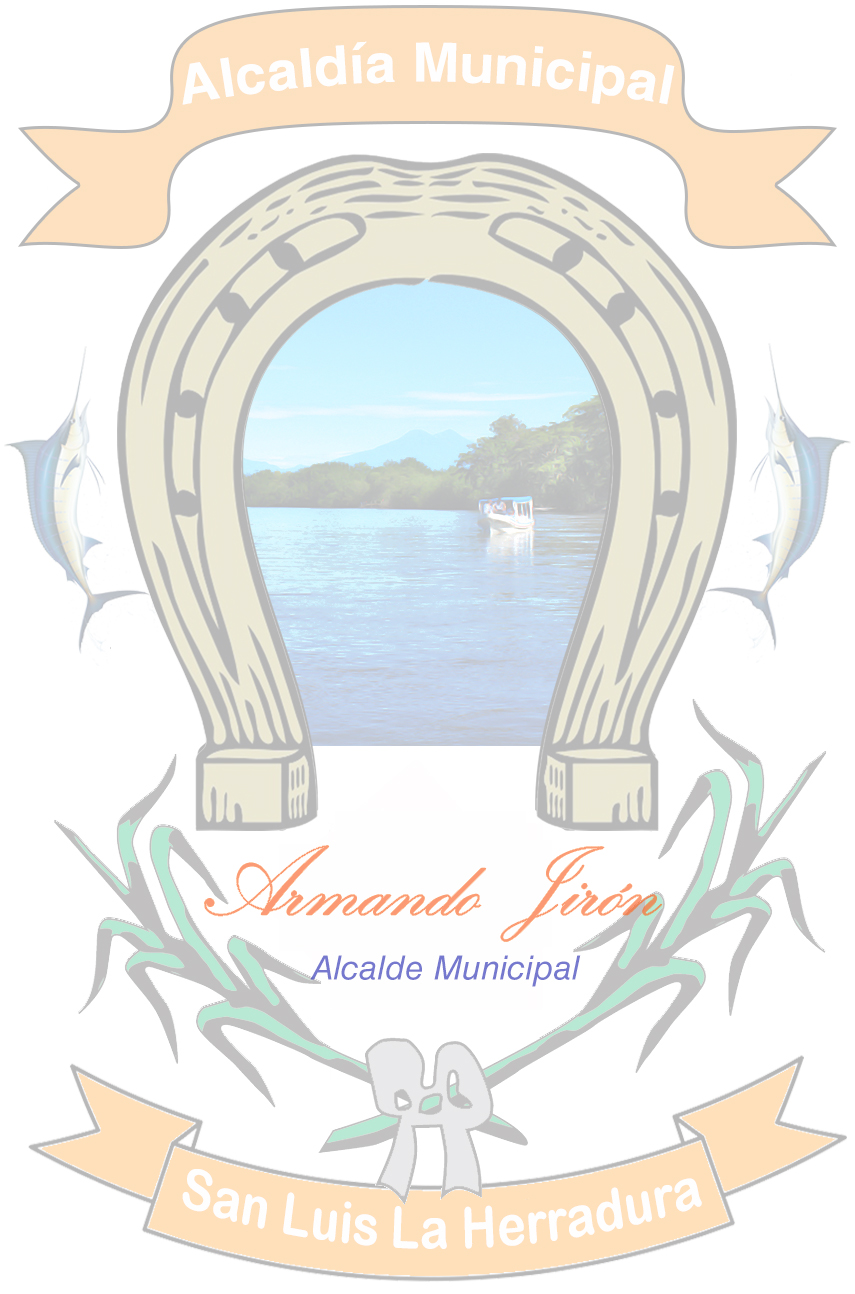 Alcaldía Municipal
Armando Jirón
Alcalde Municipal
San Luis La Herradura